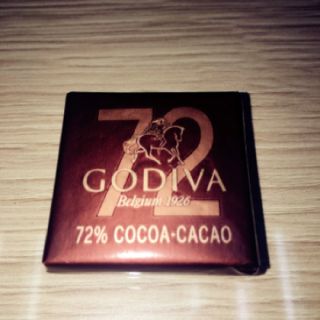 72
GODIVA
Belgium 1926
72% COCOA·CACAO